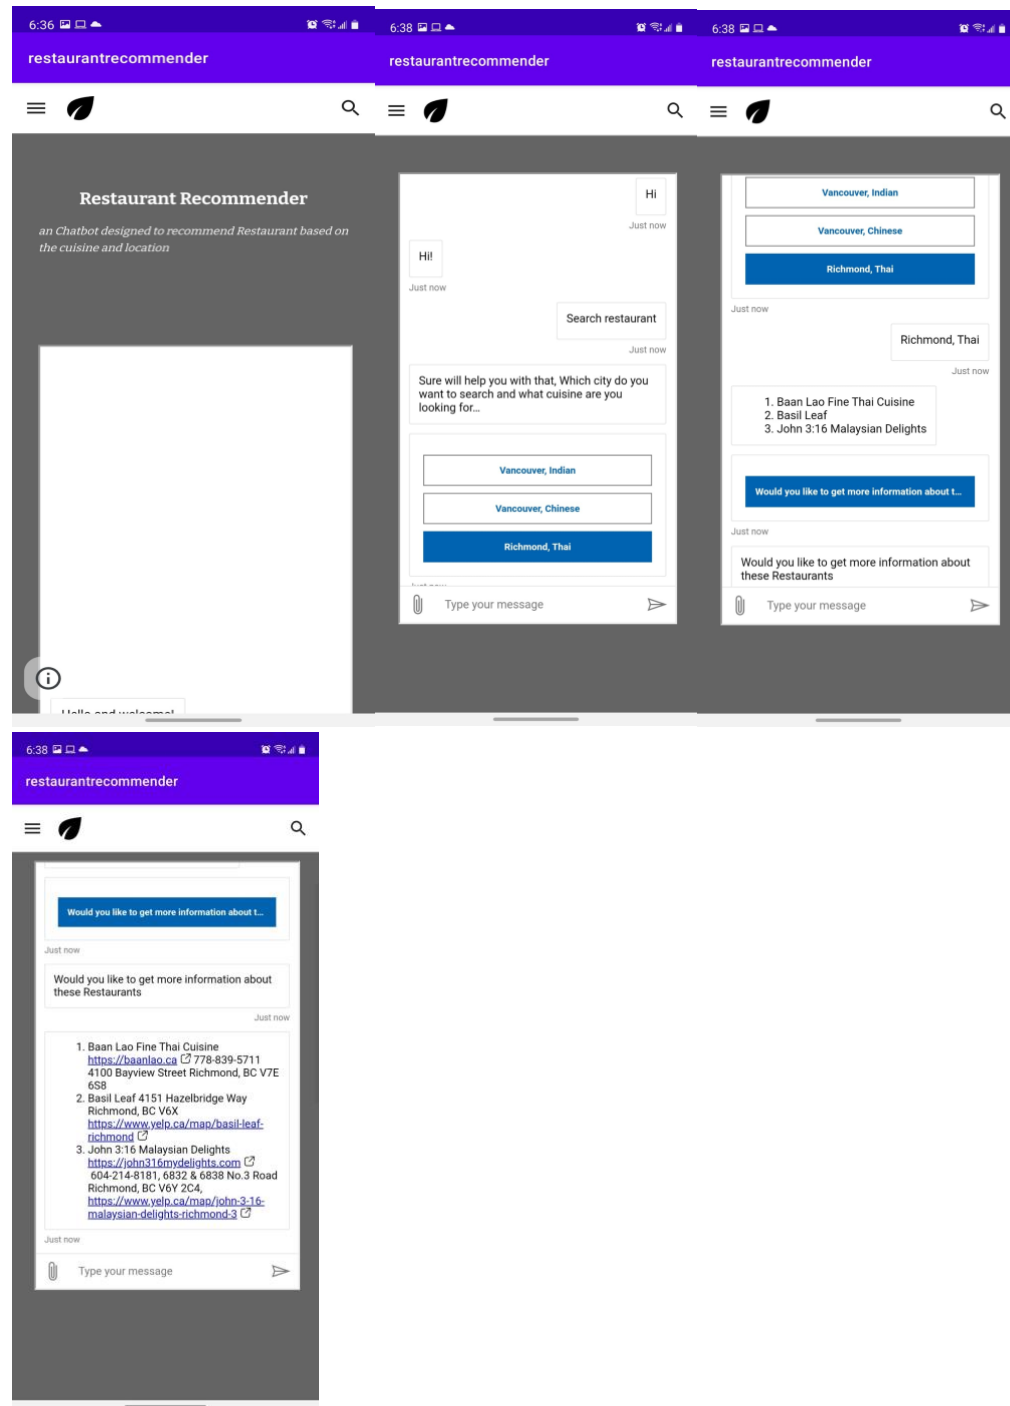 6:36
restaurantrecommender
Restaurant Recommender
an Chatbot designed to recommend Restaurant based on
the cuisine and location
Hello and welcome!
6:38
restaurantrecommender
Hi
Just now
Hi!
Just now
Search restaurant
Just now
Sure will help you with that, Which city do you
want to search and what cuisine are you
looking for...
Vancouver, Indian
Vancouver, Chinese
Richmond, Thai
Just now
Type your message
6:38
restaurantrecommender
Vancouver, Indian
Vancouver, Chinese
Richmond, Thai
Just now
Richmond, Thai
Just now
1. Baan Lao Fine Thai Cuisine
2. Basil Leaf
3. John 3:16 Malaysian Delights
Would you like to get more information about t...
Just now
Would you like to get more information about
these Restaurants
Type your message
6:38
restaurantrecommender
Would you like to get more information about t...
Just now
Would you like to get more information about
these Restaurants
Just now
1. Baan Lao Fine Thai Cuisine
https://baanlao.ca 778-839-5711
4100 Bayview Street Richmond, BC V7E
6S8
2. Basil Leaf 4151 Hazelbridge Way
Richmond, BC V6X
https://www.yelp.ca/map/basil-leaf-
richmond
3. John 3:16 Malaysian Delights
https://john316mydelights.com
604-214-8181, 6832 & 6838 No.3 Road
Richmond, BC V6Y 2C4,
https://www.yelp.ca/map/john-3-16-
malaysian-delights-richmond-3
Just now
Type your message